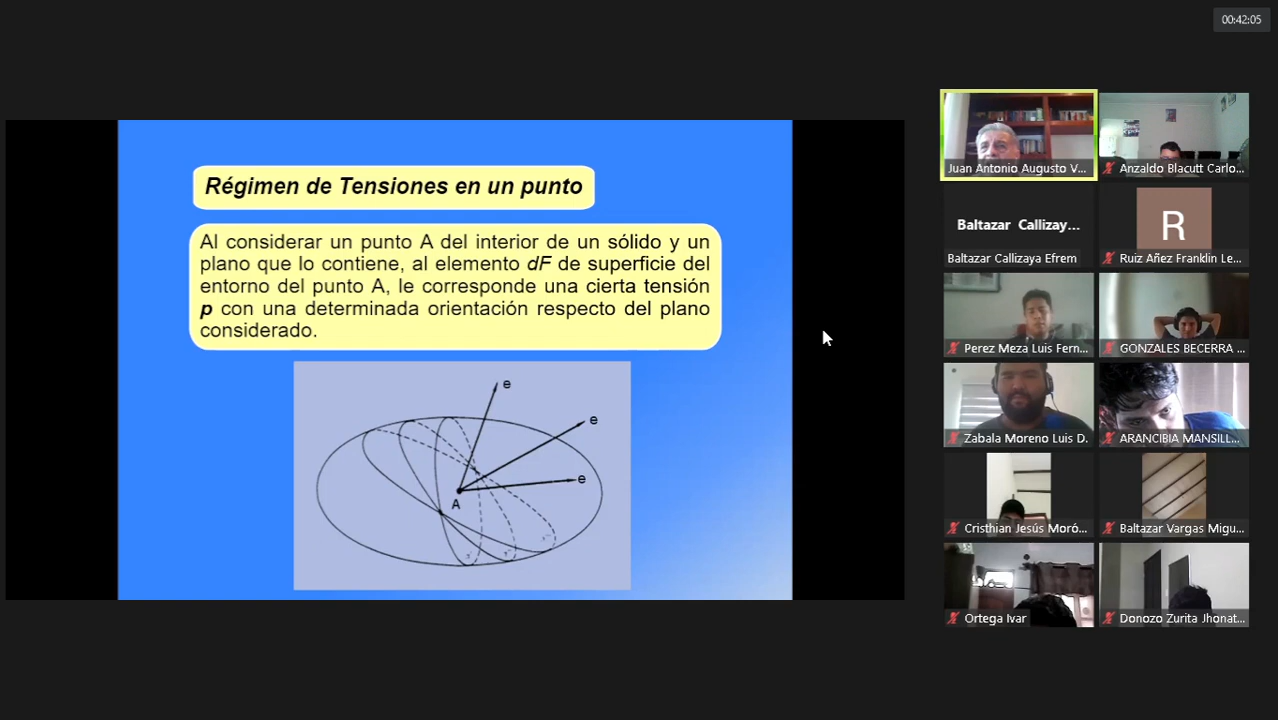 00:42:05
Régimen de Tensiones en un punto
Al considerar un punto A del interior de un sólido y un
plano que lo contiene, al elemento dF de superficie del
entorno del punto A, le corresponde una cierta tensión
p con una determinada orientación respecto del plano
considerado.
e
e
e
A
Juan Antonio Augusto V...
Anzaldo Blacutt Carlo...
Baltazar Callizay...
Baltazar Callizaya Efrem
R
Ruiz Añez Franklin Le...
Perez Meza Luis Fern...
GONZALES BECERRA ...
Zabala Moreno Luis D.
ARANCIBIA MANSILL...
Cristhian Jesús Moró...
Baltazar Vargas Migu...
Ortega Ivar
Donozo Zurita Jhonat...